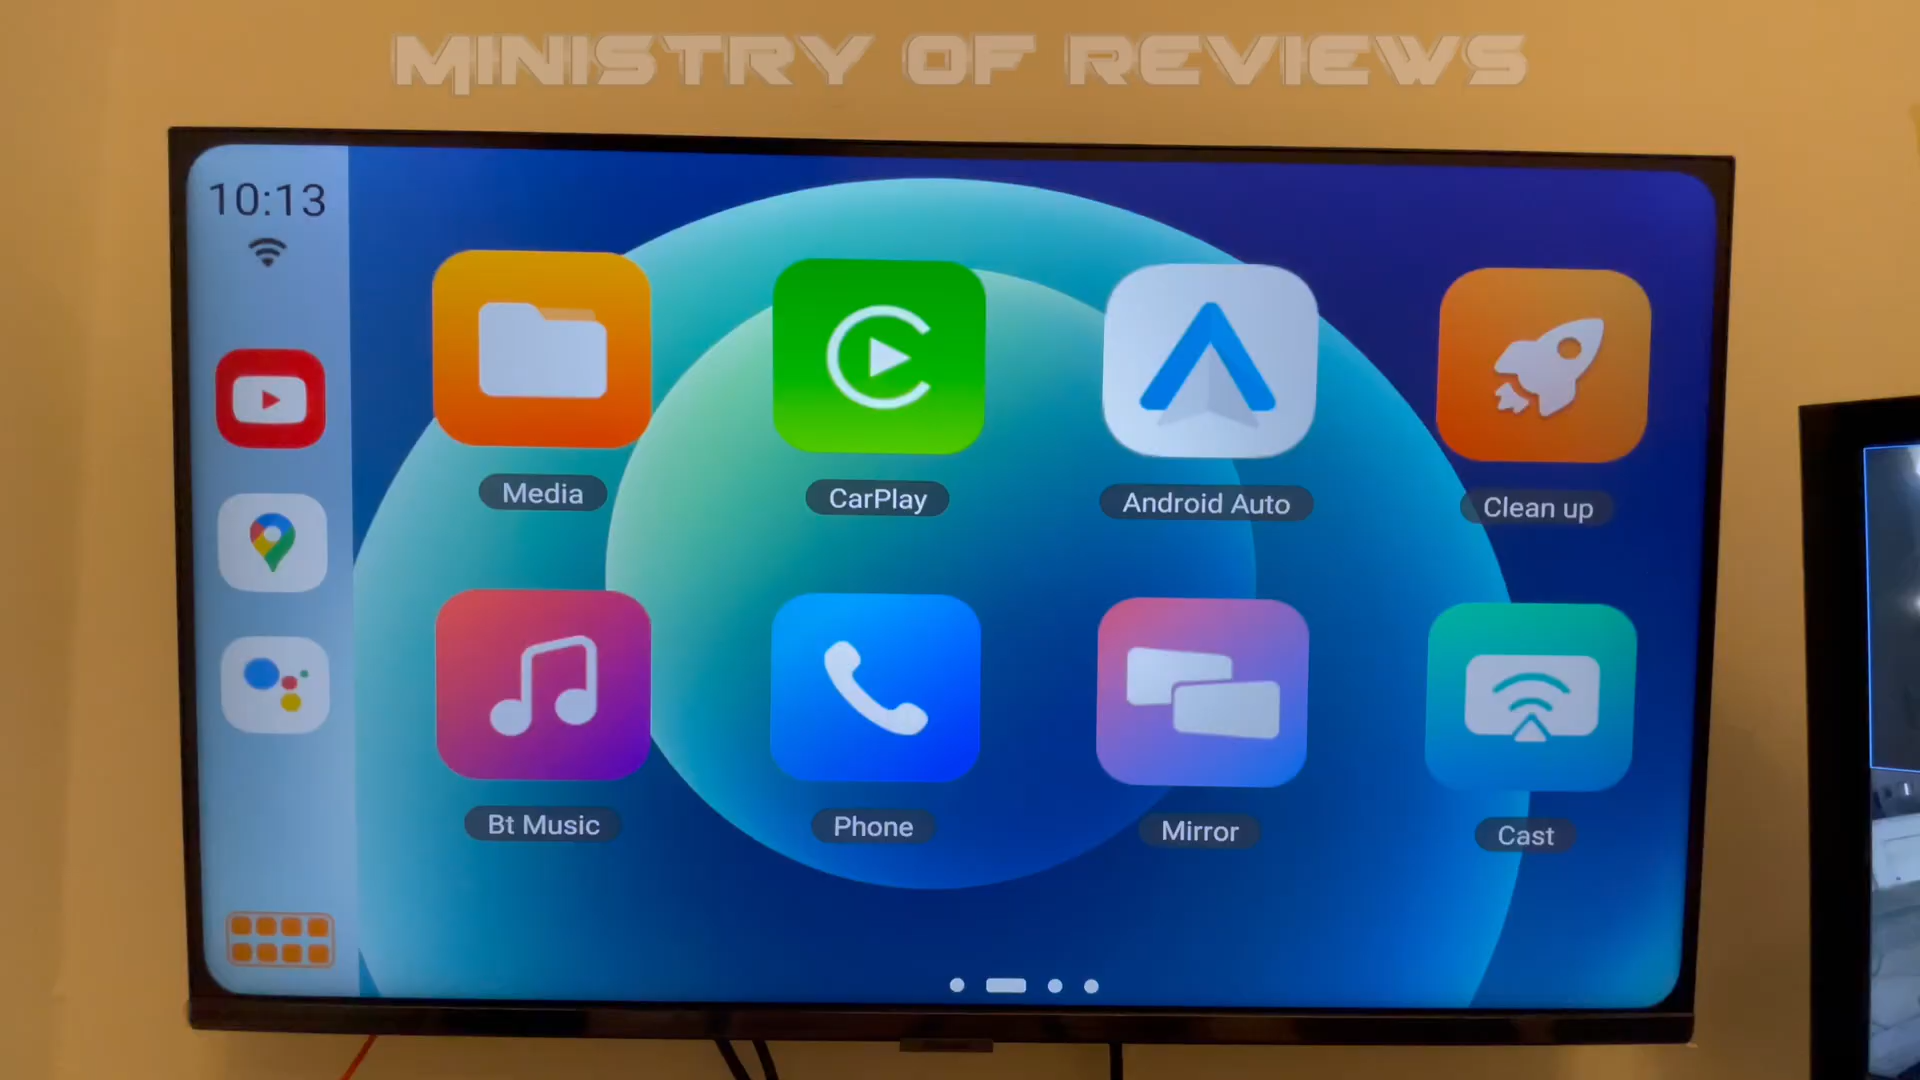 MINISTRY OF REVIEWS
10:13
Media
CarPlay
Android Auto
Clean up
Bt Music
Phone
Mirror
Cast